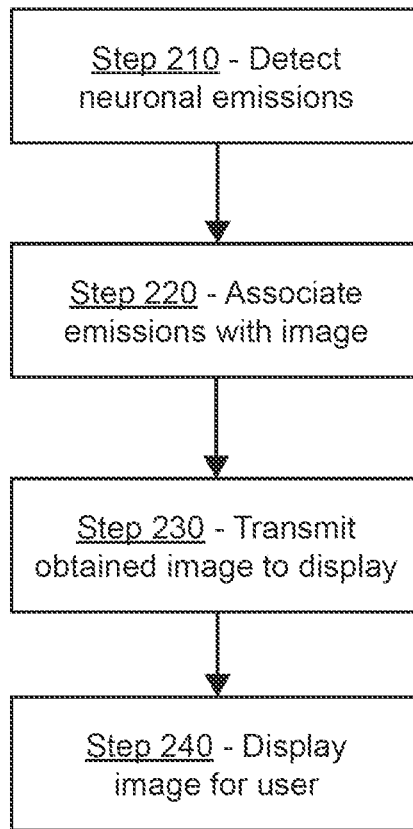 Step 210 - Detect
neuronal emissions
Step 220 - Associate
emissions with image
Step 230 - Transmit
obtained image to display
Step 240 - Display
image for user